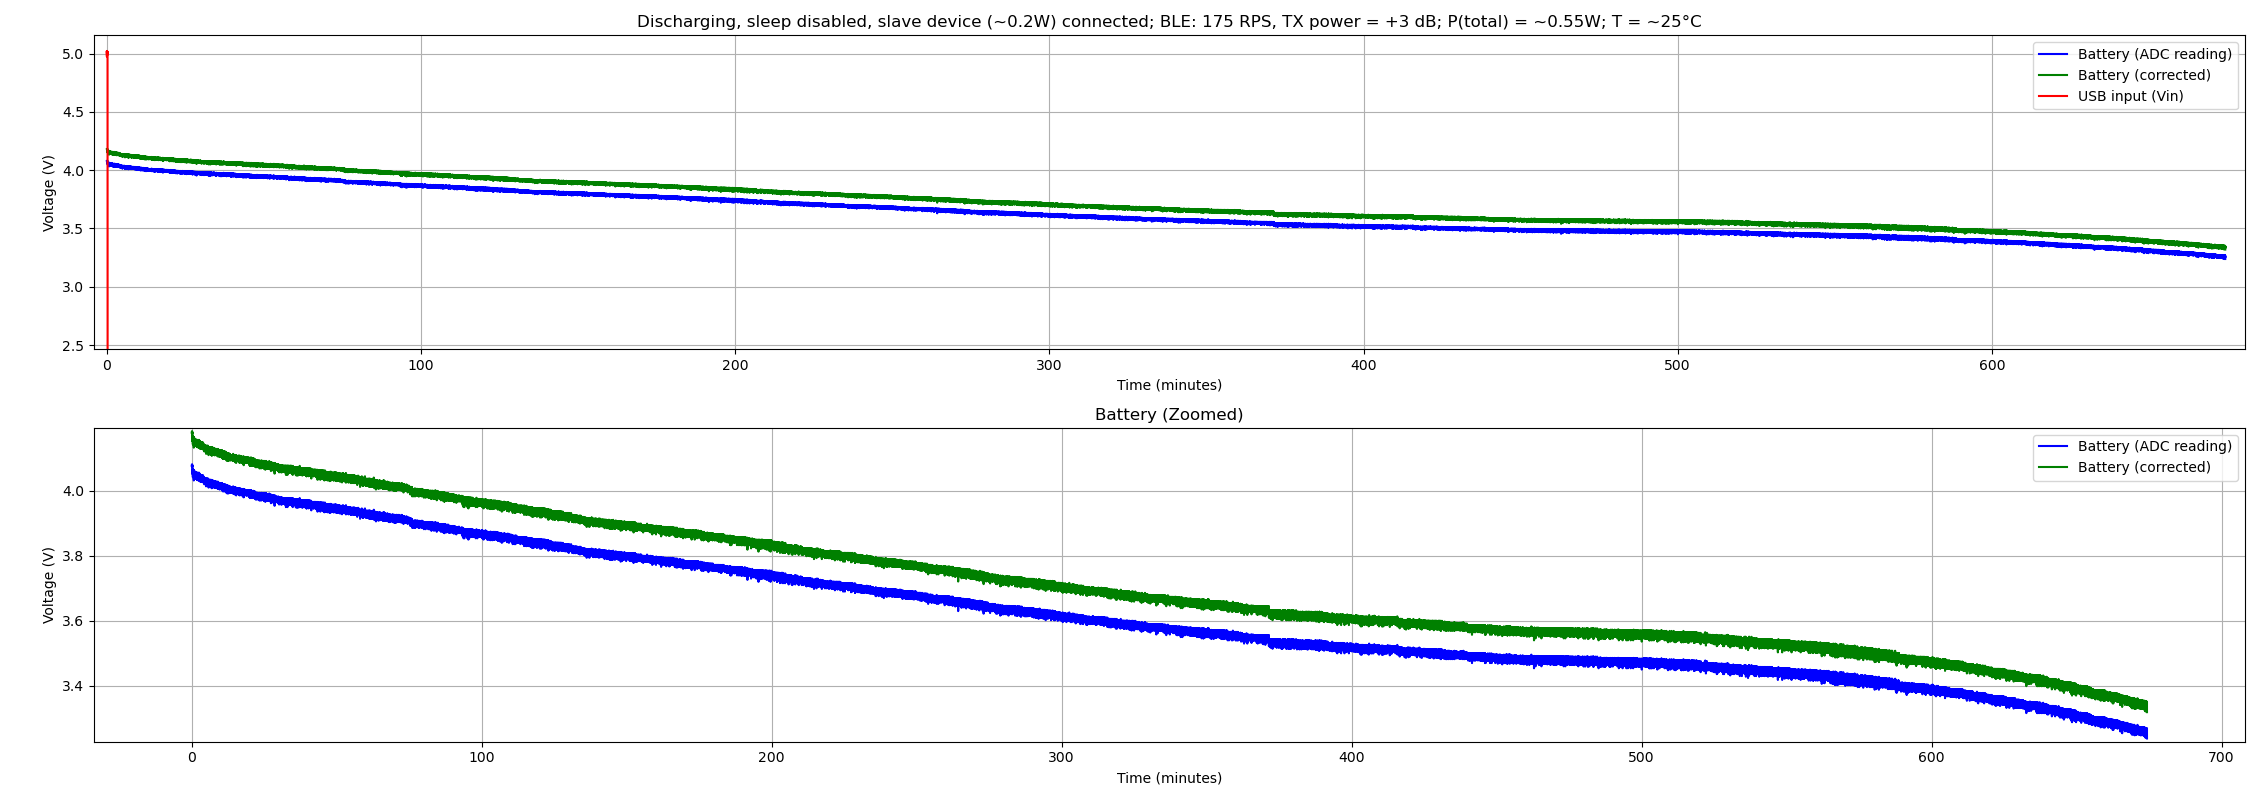 Discharging, sleep disabled, slave device (~0.2W) connected; BLE: 175 RPS, TX power = +3 dB; P(total) = ~0.55W; T = ~25°C
Voltage (V)
5.0
4.5
4.0
3.5
3.0
2.5
Battery (ADC reading)
Battery (corrected)
USB input (Vin)
0 100 200 300 400 500 600
Time (minutes)
Battery (Zoomed)
Voltage (V)
4.0
3.8
3.6
3.4
Battery (ADC reading)
Battery (corrected)
0 100 200 300 400 500 600 700
Time (minutes)